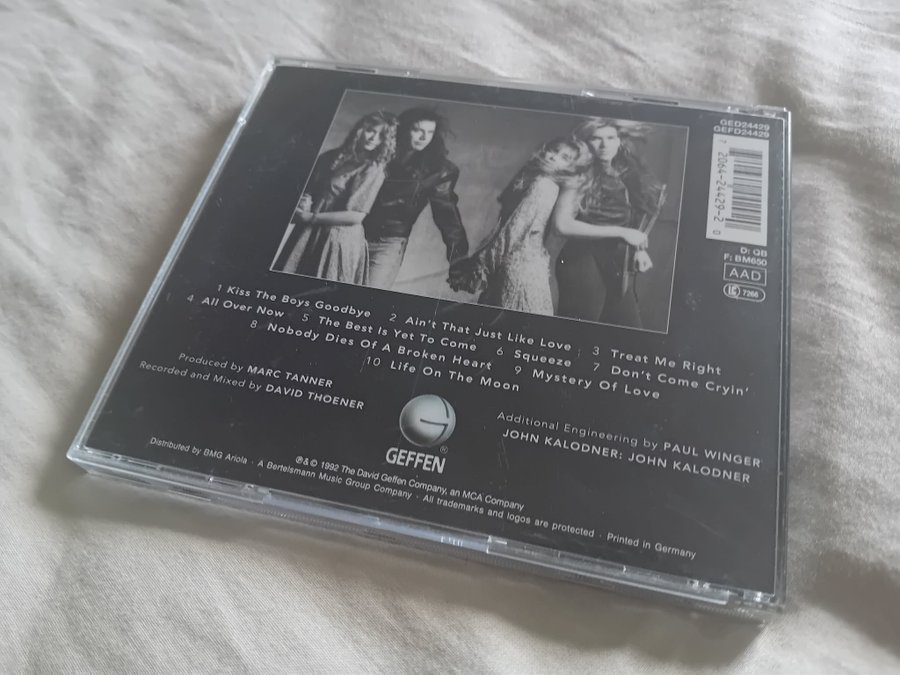 GED24429
GEFD24429
7 20064-24429-2 0
D: QB
F: BM650
AAD
LC 7266
1 Kiss The Boys Goodbye 2 Ain't That Just Like Love 3 Treat Me Right
4 All Over Now 5 The Best Is Yet To Come 6 Squeeze 7 Don't Come Cryin'
8 Nobody Dies Of A Broken Heart 9 Mystery Of Love
10 Life On The Moon
Produced by MARC TANNER
Recorded and Mixed by DAVID THOENER
Additional Engineering by PAUL WINGER
JOHN KALODNER: JOHN KALODNER
G
GEFFEN®
℗&© 1992 The David Geffen Company, an MCA Company
Distributed by BMG Ariola · A Bertelsmann Music Group Company · All trademarks and logos are protected · Printed in Germany